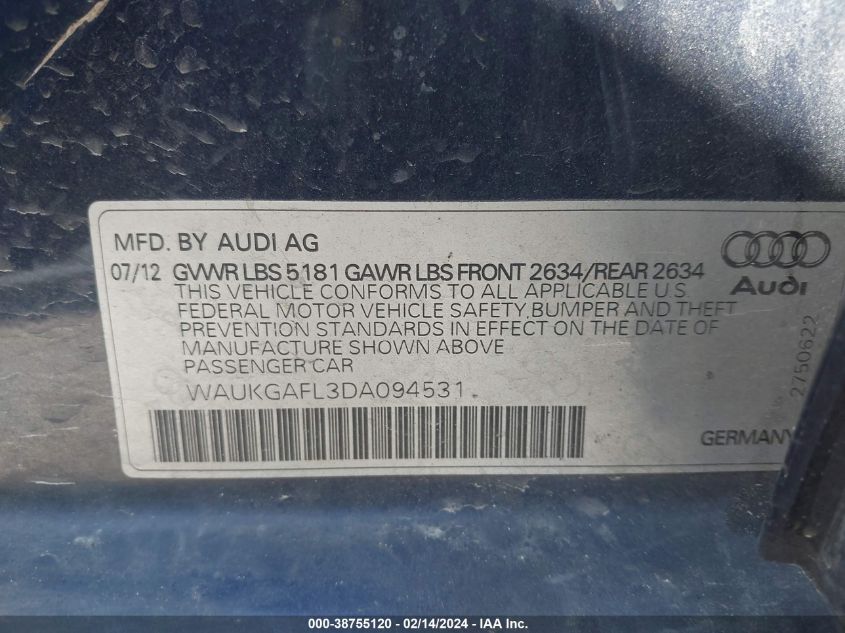 MFD. BY AUDI AG
07/12 GVWR LBS 5181 GAWR LBS FRONT 2634/REAR 2634
THIS VEHICLE CONFORMS TO ALL APPLICABLE U S
FEDERAL MOTOR VEHICLE SAFETY, BUMPER AND THEFT
PREVENTION STANDARDS IN EFFECT ON THE DATE OF
MANUFACTURE SHOWN ABOVE
PASSENGER CAR
WAUKGAFL3DA094531
Audi
2750622
GERMANY
000-38755120 - 02/14/2024 - IAA Inc.